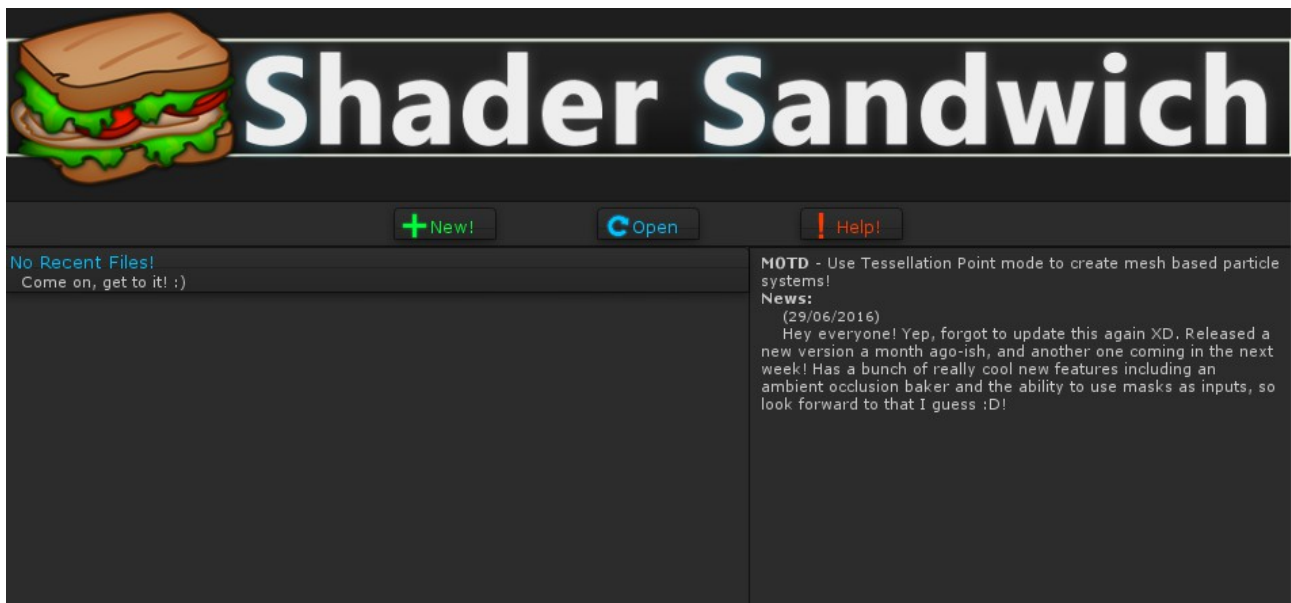 Shader Sandwich
New!
Open
Help!
No Recent Files!
Come on, get to it! :)
MOTD - Use Tessellation Point mode to create mesh based particle
systems!
News:
(29/06/2016)
Hey everyone! Yep, forgot to update this again XD. Released a
new version a month ago-ish, and another one coming in the next
week! Has a bunch of really cool new features including an
ambient occlusion baker and the ability to use masks as inputs, so
look forward to that I guess :D!